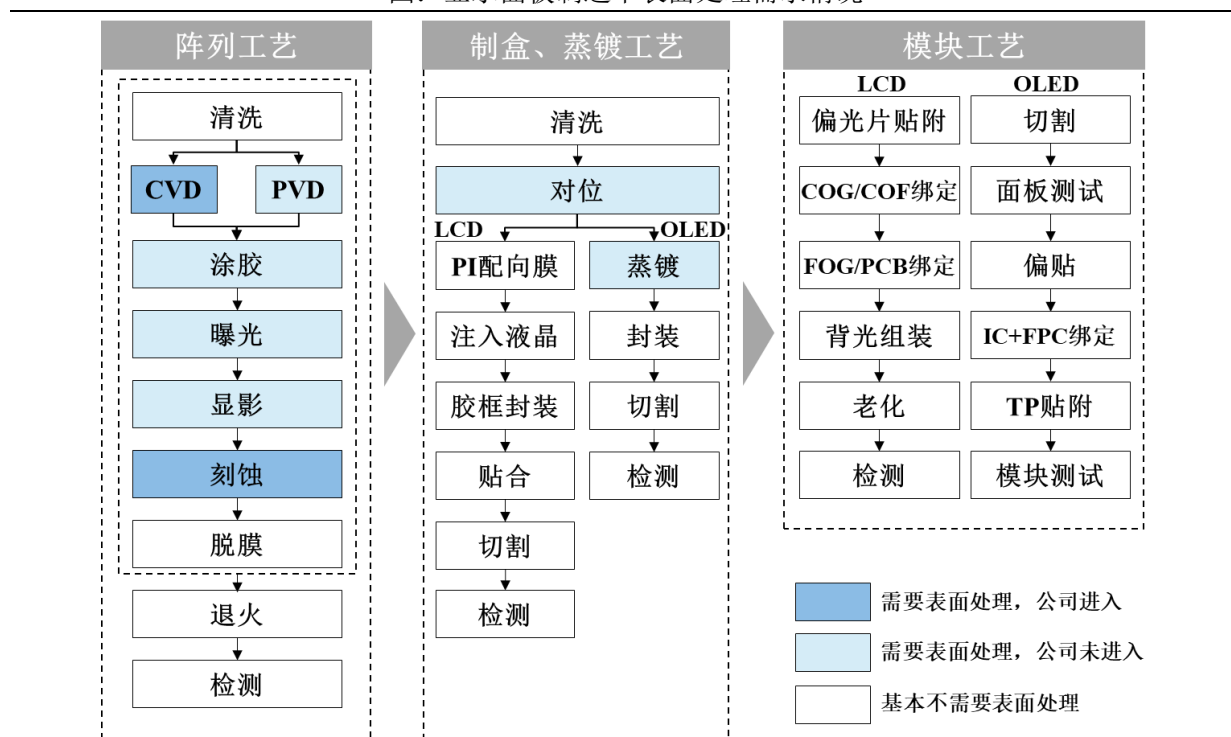 阵列工艺
清洗
CVD
PVD
涂胶
曝光
显影
刻蚀
脱膜
退火
检测
制盒、蒸镀工艺
清洗
对位
LCD
OLED
PI配向膜
注入液晶
胶框封装
贴合
切割
检测
蒸镀
封装
切割
检测
模块工艺
LCD
偏光片贴附
COG/COF绑定
FOG/PCB绑定
背光组装
老化
检测
OLED
切割
面板测试
偏贴
IC+FPC绑定
TP贴附
模块测试
需要表面处理，公司进入
需要表面处理，公司未进入
基本不需要表面处理